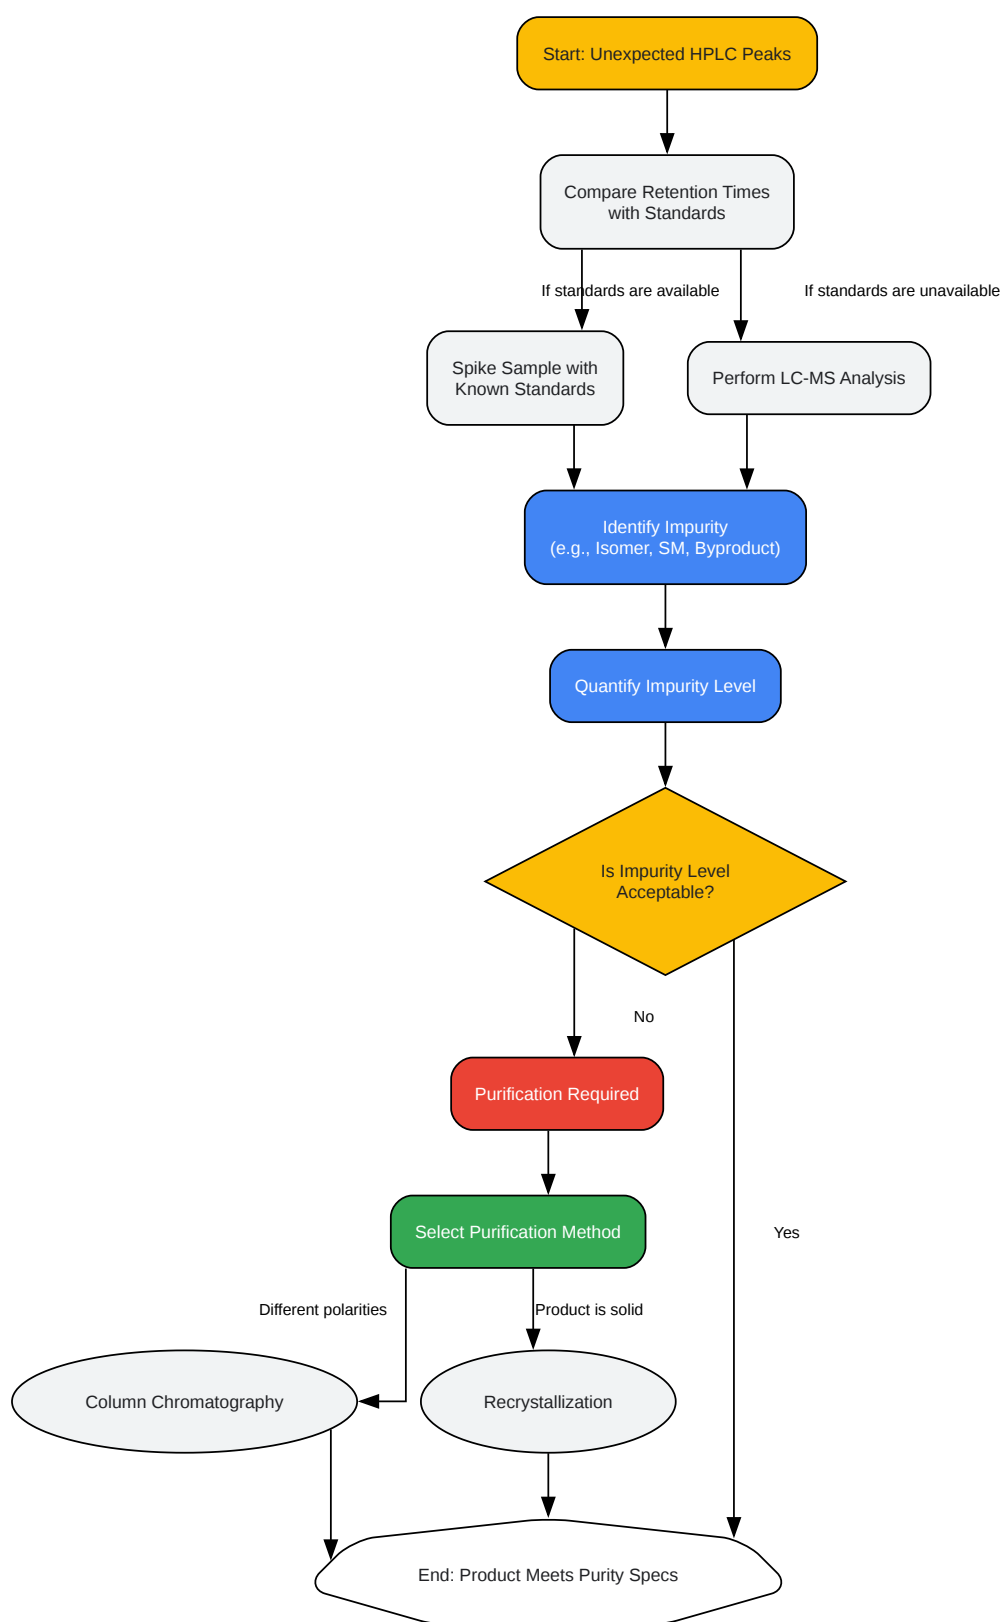 Start: Unexpected HPLC Peaks
Compare Retention Times
with Standards
If standards are available
If standards are unavailable
Spike Sample with
Known Standards
Perform LC-MS Analysis
Identify Impurity
(e.g., Isomer, SM, Byproduct)
Quantify Impurity Level
Is Impurity Level
Acceptable?
No
Purification Required
Yes
Select Purification Method
Different polarities
Product is solid
Column Chromatography
Recrystallization
End: Product Meets Purity Specs